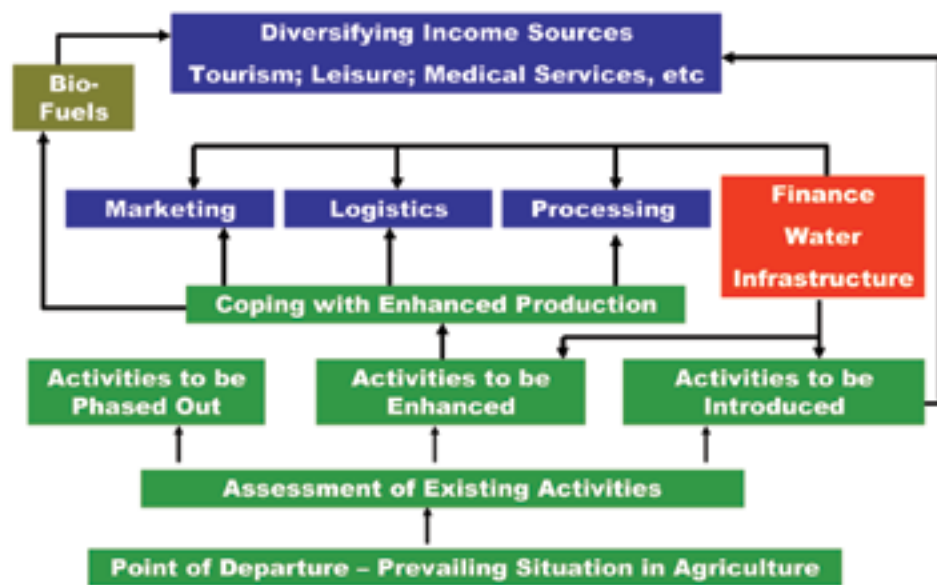 Diversifying Income Sources
Tourism; Leisure; Medical Services, etc
Bio-
Fuels
Marketing
Logistics
Processing
Finance
Water
Infrastructure
Coping with Enhanced Production
Activities to be
Phased Out
Activities to be
Enhanced
Activities to be
Introduced
Assessment of Existing Activities
Point of Departure – Prevailing Situation in Agriculture